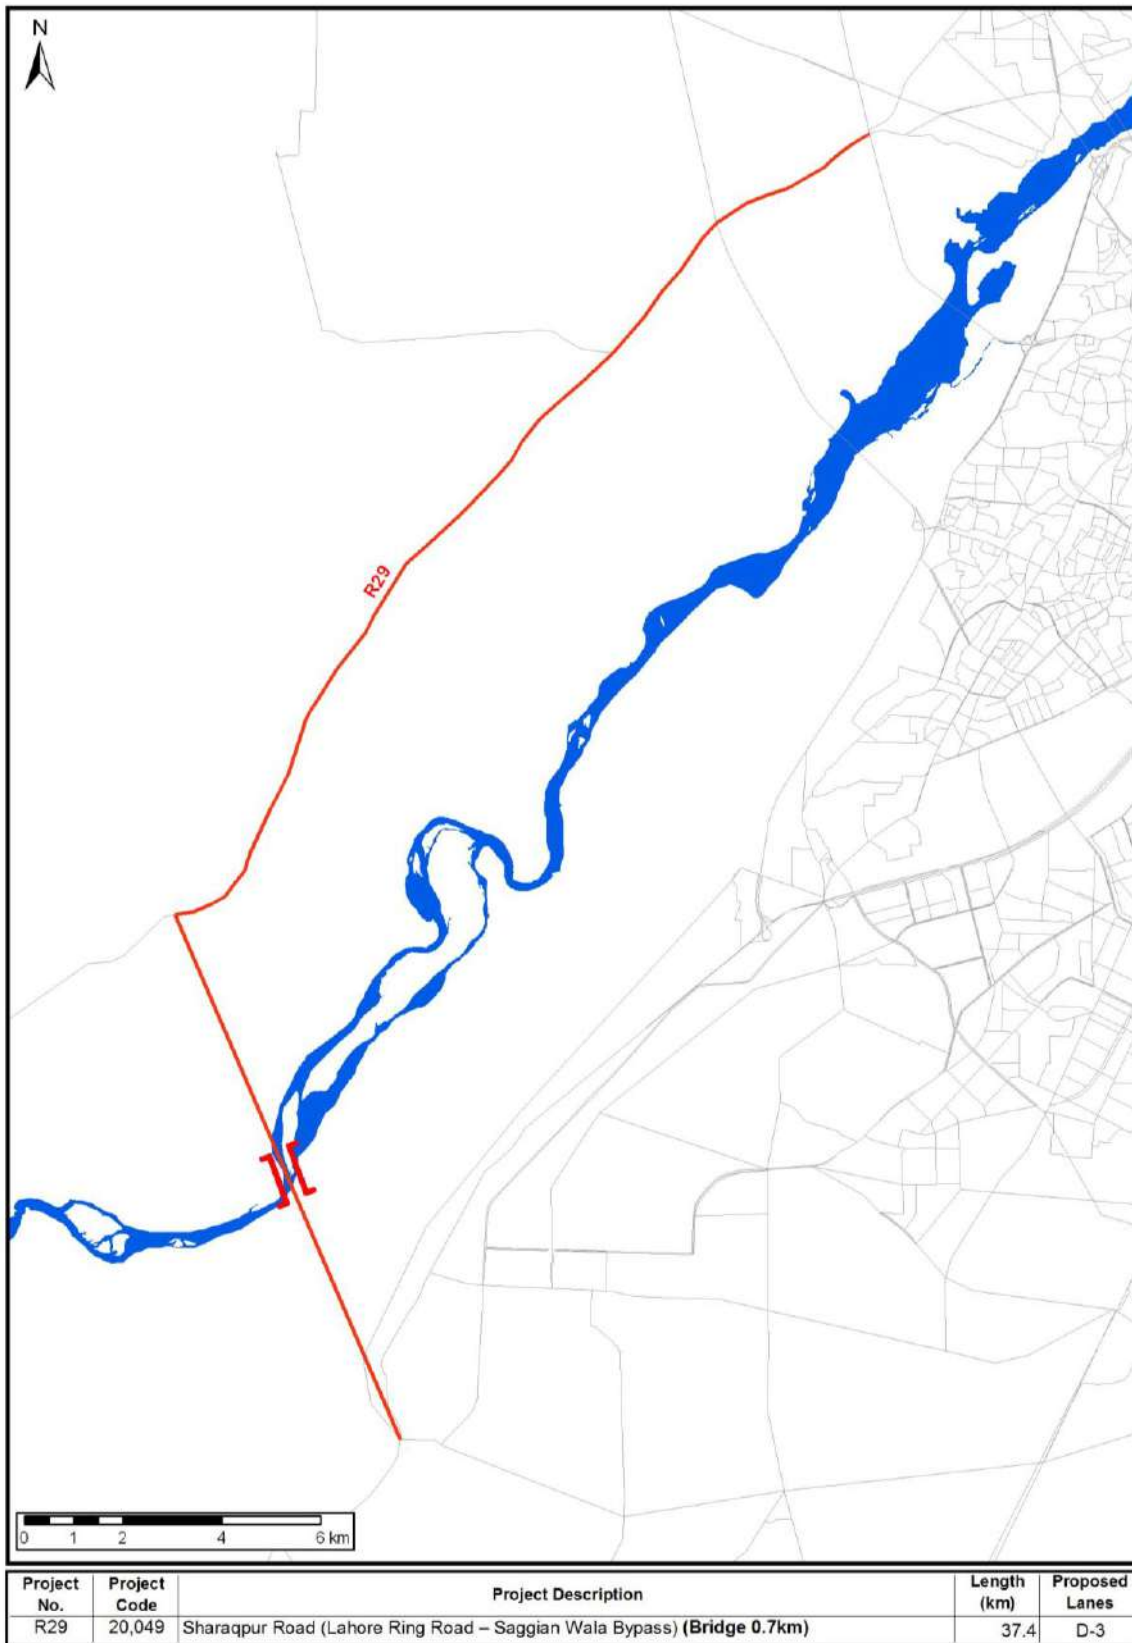 N
R29
0 1 2 4 6 km
Project No. Project Code Project Description Length (km) Proposed Lanes
R29 20,049 Sharaqpur Road (Lahore Ring Road – Saggian Wala Bypass) (Bridge 0.7km) 37.4 D-3